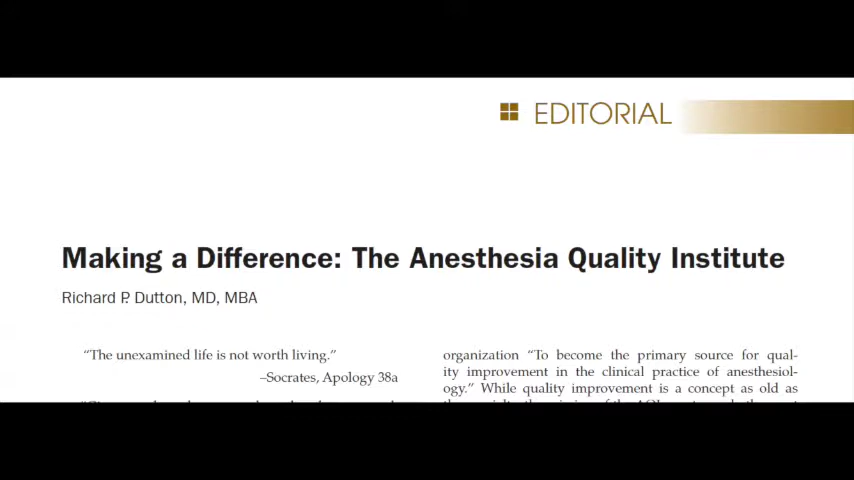 EDITORIAL
Making a Difference: The Anesthesia Quality Institute
Richard P. Dutton, MD, MBA
“The unexamined life is not worth living.”
–Socrates, Apology 38a
organization “To become the primary source for qual-
ity improvement in the clinical practice of anesthesiol-
ogy.” While quality improvement is a concept as old as